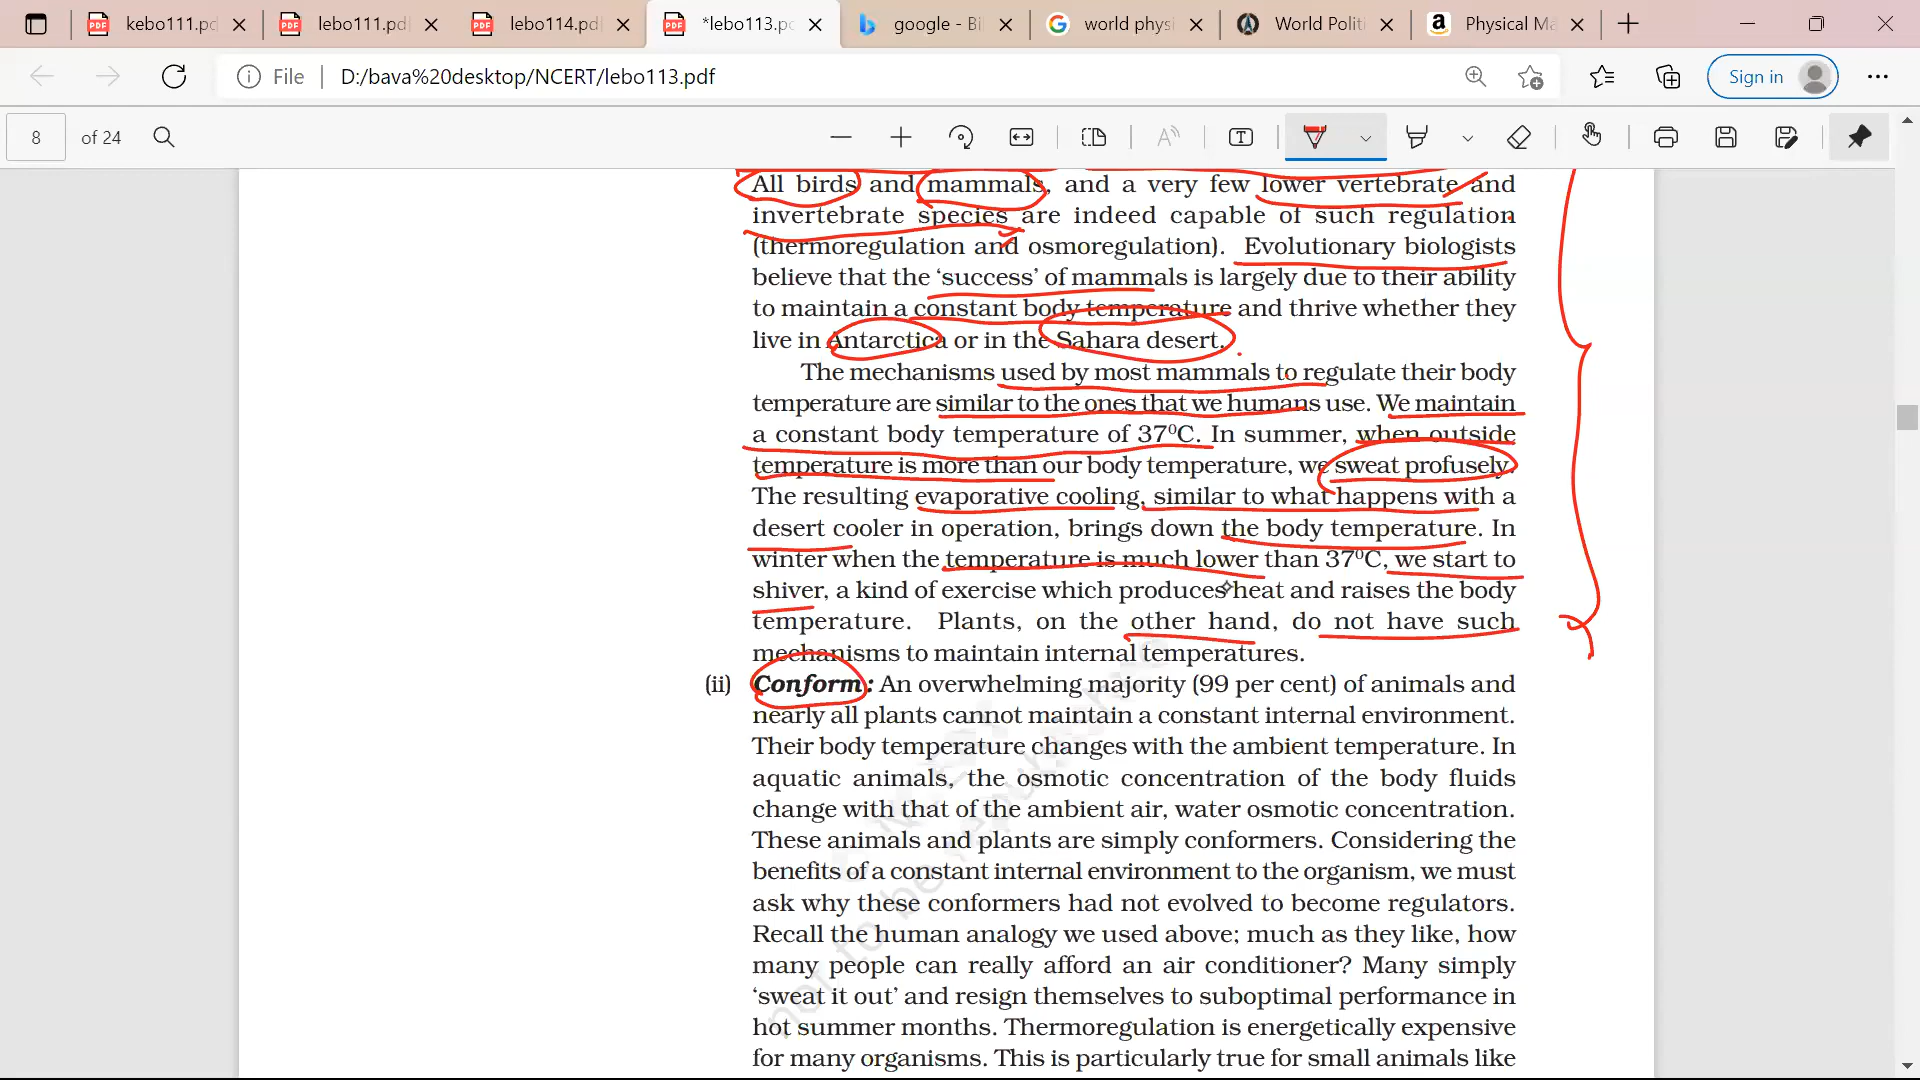 kebo111.pd
lebo111.pdf
lebo114.pdf
*lebo113.pd
google - Bi
world physi
World Politi
Physical Ma
File
D:/bava%20desktop/NCERT/lebo113.pdf
Sign in
8
of 24
All birds and mammals, and a very few lower vertebrate and
invertebrate species are indeed capable of such regulation
(thermoregulation and osmoregulation). Evolutionary biologists
believe that the ‘success’ of mammals is largely due to their ability
to maintain a constant body temperature and thrive whether they
live in Antarctica or in the Sahara desert.
The mechanisms used by most mammals to regulate their body
temperature are similar to the ones that we humans use. We maintain
a constant body temperature of 37⁰C. In summer, when outside
temperature is more than our body temperature, we sweat profusely.
The resulting evaporative cooling, similar to what happens with a
desert cooler in operation, brings down the body temperature. In
winter when the temperature is much lower than 37⁰C, we start to
shiver, a kind of exercise which produces heat and raises the body
temperature. Plants, on the other hand, do not have such
mechanisms to maintain internal temperatures.
(ii) Conform: An overwhelming majority (99 per cent) of animals and
nearly all plants cannot maintain a constant internal environment.
Their body temperature changes with the ambient temperature. In
aquatic animals, the osmotic concentration of the body fluids
change with that of the ambient air, water osmotic concentration.
These animals and plants are simply conformers. Considering the
benefits of a constant internal environment to the organism, we must
ask why these conformers had not evolved to become regulators.
Recall the human analogy we used above; much as they like, how
many people can really afford an air conditioner? Many simply
‘sweat it out’ and resign themselves to suboptimal performance in
hot summer months. Thermoregulation is energetically expensive
for many organisms. This is particularly true for small animals like